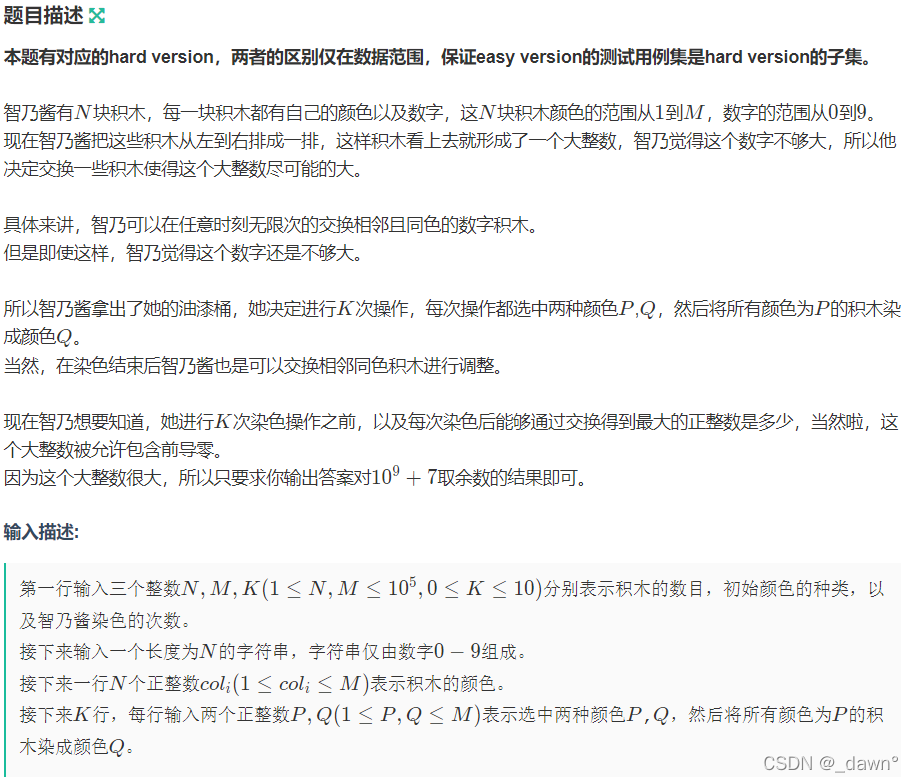 题目描述
本题有对应的hard version，两者的区别仅在数据范围，保证easy version的测试用例集是hard version的子集。
智乃酱有N块积木，每一块积木都有自己的颜色以及数字，这N块积木颜色的范围从1到M，数字的范围从0到9。
现在智乃酱把这些积木从左到右排成一排，这样积木看上去就形成了一个大整数，智乃觉得这个数字不够大，所以他
决定交换一些积木使得这个大整数尽可能的大。
具体来讲，智乃可以在任意时刻无限次的交换相邻且同色的数字积木。
但是即使这样，智乃觉得这个数字还是不够大。
所以智乃酱拿出了她的油漆桶，她决定进行K次操作，每次操作都选中两种颜色P,Q，然后将所有颜色为P的积木染
成颜色Q。
当然，在染色结束后智乃酱也是可以交换相邻同色积木进行调整。
现在智乃想要知道，她进行K次染色操作之前，以及每次染色后能够通过交换得到最大的正整数是多少，当然啦，这
个大整数被允许包含前导零。
因为这个大整数很大，所以只要求你输出答案对10⁹ + 7取余数的结果即可。
输入描述:
第一行输入三个整数N, M, K(1 ≤ N, M ≤ 10⁵, 0 ≤ K ≤ 10)分别表示积木的数目，初始颜色的种类，以
及智乃酱染色的次数。
接下来输入一个长度为N的字符串，字符串仅由数字0 − 9组成。
接下来一行N个正整数colᵢ(1 ≤ colᵢ ≤ M)表示积木的颜色。
接下来K行，每行输入两个正整数P, Q(1 ≤ P, Q ≤ M)表示选中两种颜色P,Q，然后将所有颜色为P的积
木染成颜色Q。
CSDN @_dawn°